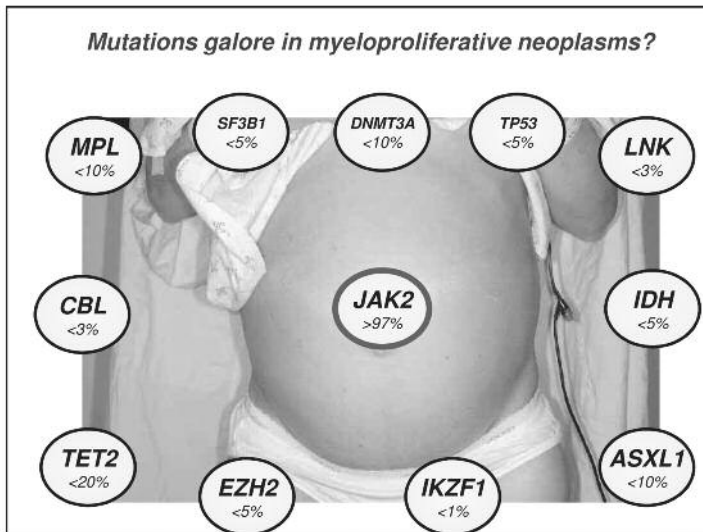 Mutations galore in myeloproliferative neoplasms?
SF3B1
<5%
DNMT3A
<10%
TP53
<5%
MPL
<10%
LNK
<3%
JAK2
>97%
CBL
<3%
IDH
<5%
TET2
<20%
EZH2
<5%
IKZF1
<1%
ASXL1
<10%